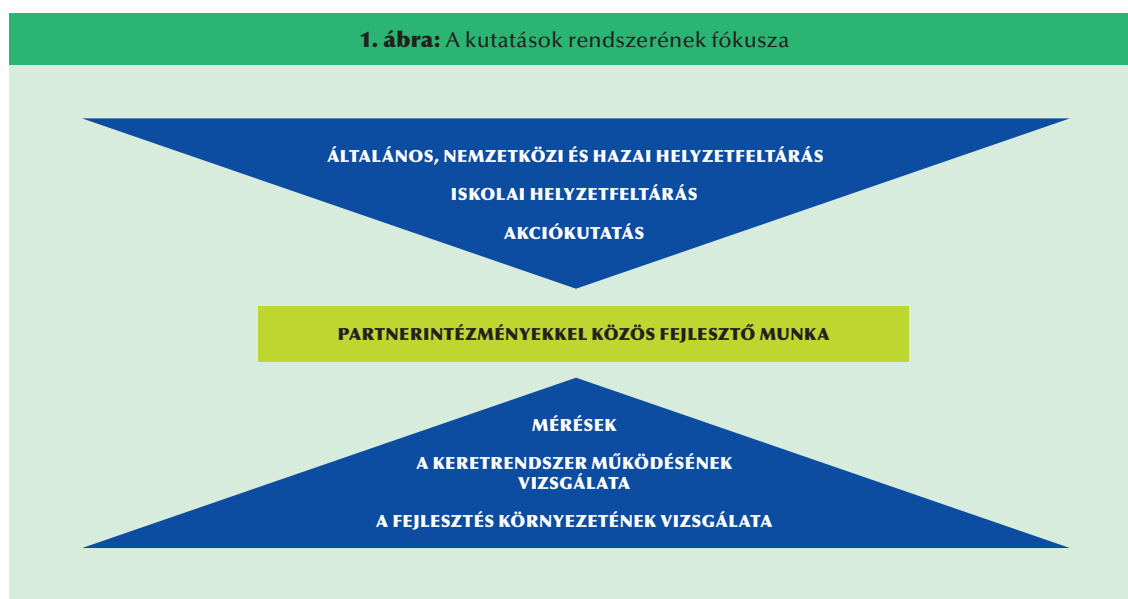 1. ábra: A kutatások rendszerének fókusza
ÁLTALÁNOS, NEMZETKÖZI ÉS HAZAI HELYZETFELTÁRÁS
ISKOLAI HELYZETFELTÁRÁS
AKCIÓKUTATÁS
PARTNERINTÉZMÉNYEKKEL KÖZÖS FEJLESZTŐ MUNKA
MÉRÉSEK
A KERETRENDSZER MŰKÖDÉSÉNEK
VIZSGÁLATA
A FEJLESZTÉS KÖRNYEZETÉNEK VIZSGÁLATA